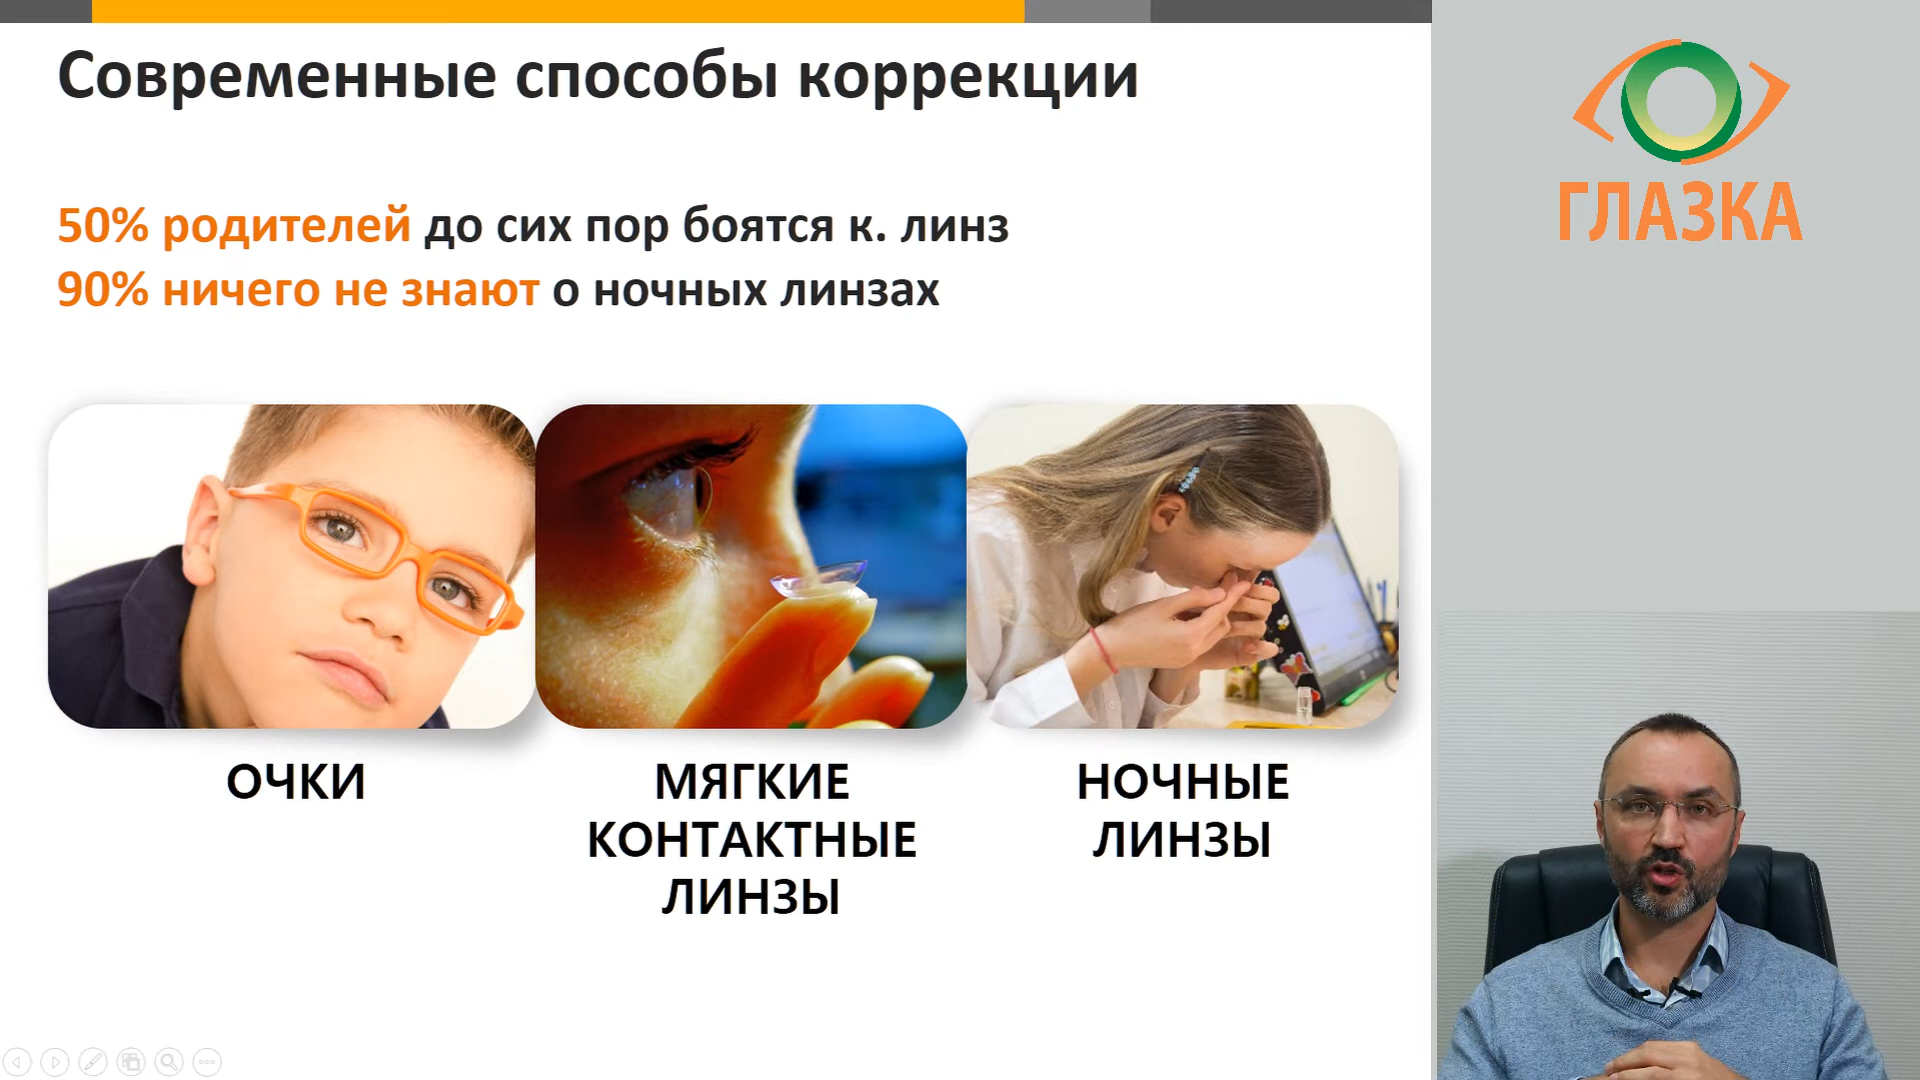 Современные способы коррекции
50% родителей до сих пор боятся к. линз
90% ничего не знают о ночных линзах
ОЧКИ
МЯГКИЕ
КОНТАКТНЫЕ
ЛИНЗЫ
НОЧНЫЕ
ЛИНЗЫ
ГЛАЗКА